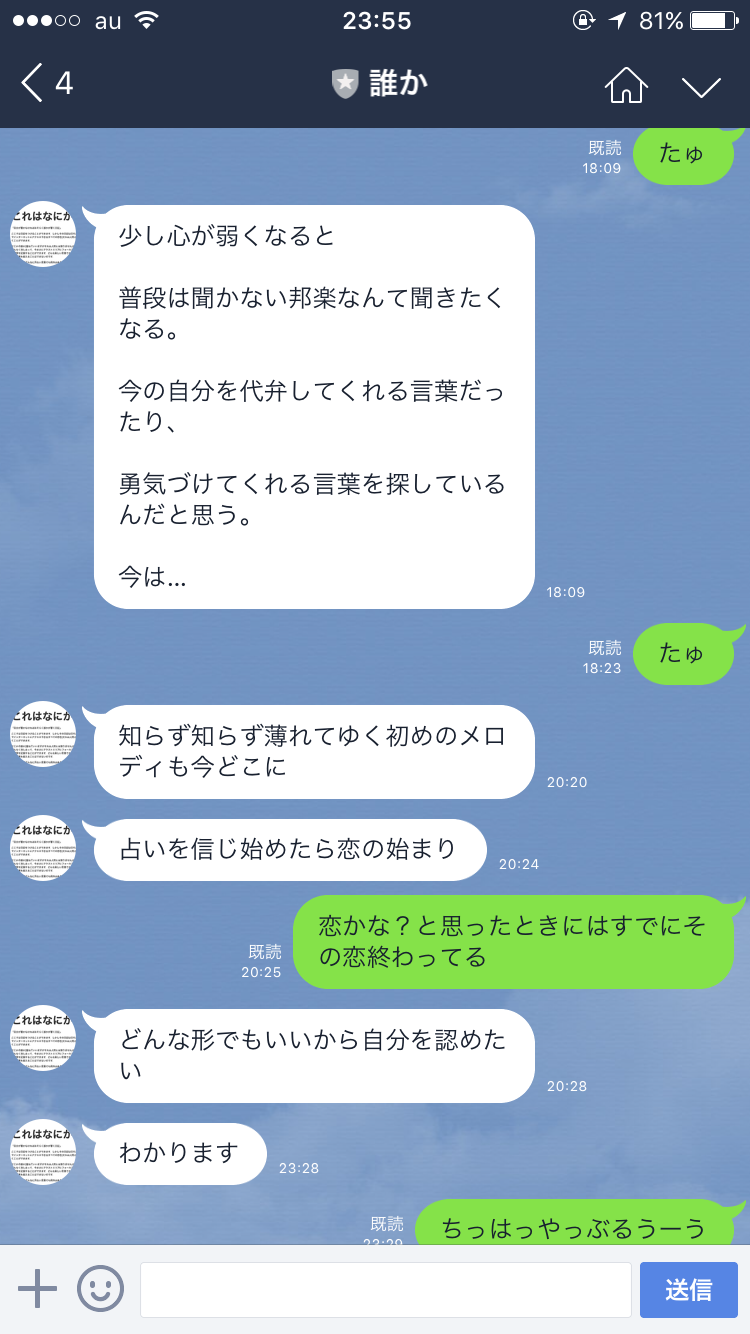 au 23:55 81%
4 誰か
既読
18:09
たゅ
これはなにか
少し心が弱くなると
普段は聞かない邦楽なんて聞きたく
なる。
今の自分を代弁してくれる言葉だっ
たり、
勇気づけてくれる言葉を探している
んだと思う。
今は...
18:09
既読
18:23
たゅ
これはなにか
知らず知らず薄れてゆく初めのメロ
ディも今どこに
20:20
これはなにか
占いを信じ始めたら恋の始まり
20:24
恋かな？と思ったときにはすでにそ
の恋終わってる
既読
20:25
これはなにか
どんな形でもいいから自分を認めた
い
20:28
これはなにか
わかります
23:28
既読
23:29
ちっはっやっぶるうーう
送信